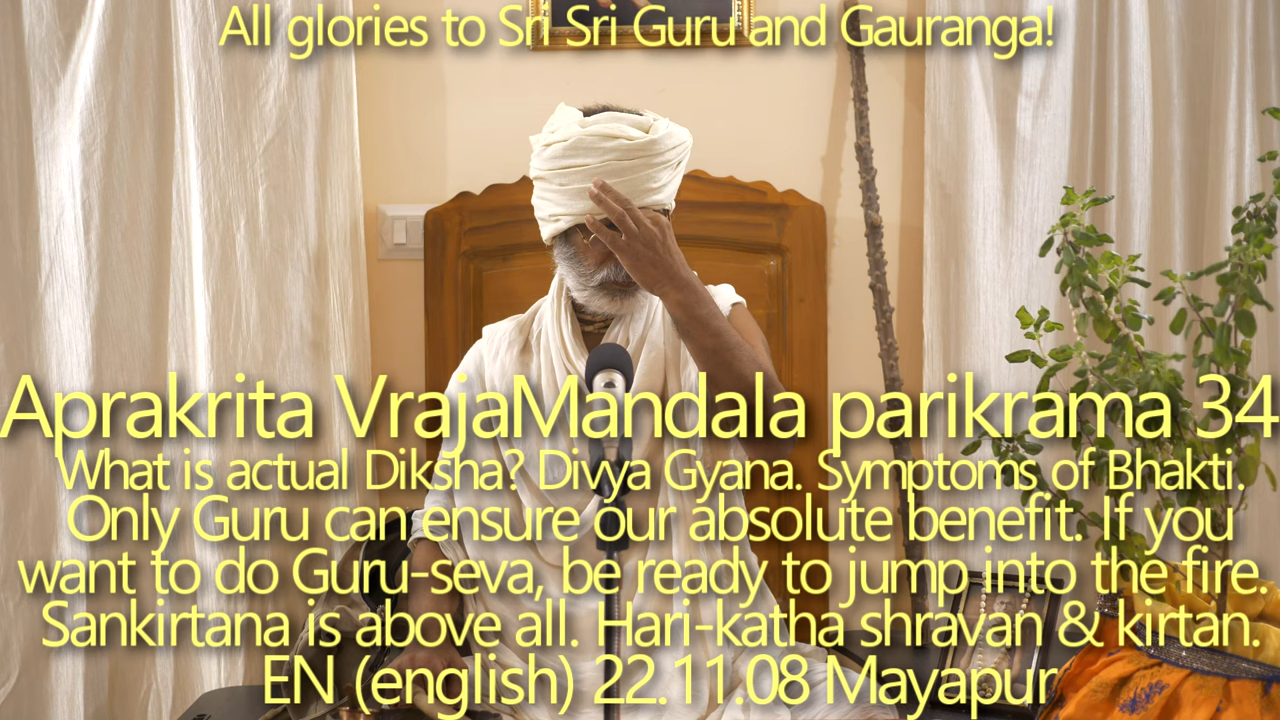 All glories to Sri Sri Guru and Gauranga!
Aprakrita VrajaMandala parikrama 34
What is actual Diksha? Divya Gyana. Symptoms of Bhakti.
Only Guru can ensure our absolute benefit. If you
want to do Guru-seva, be ready to jump into the fire.
Sankirtana is above all. Hari-katha shravan & kirtan.
EN (english) 22.11.08 Mayapur